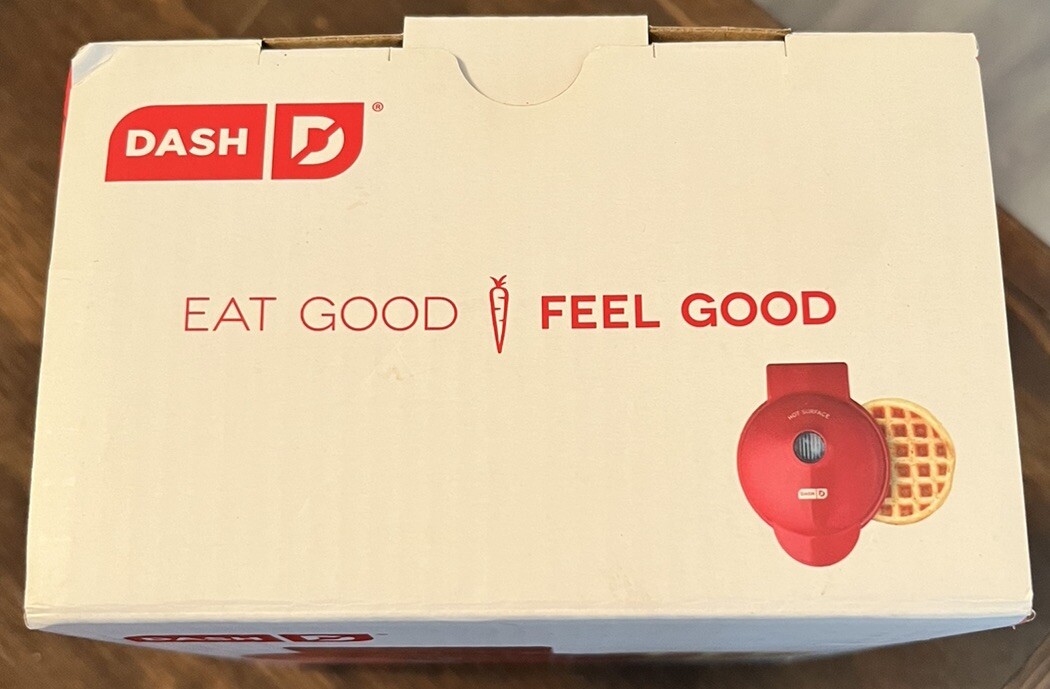 DASH D®
EAT GOOD FEEL GOOD
HOT SURFACE
DASH D
DASH D